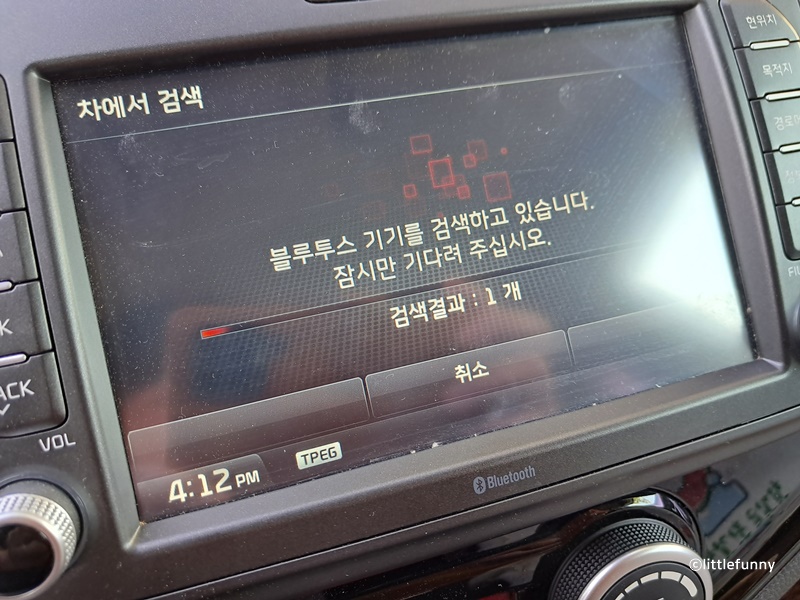 차에서 검색
블루투스 기기를 검색하고 있습니다.
잠시만 기다려 주십시오.
검색결과 : 1 개
취소
4:12 PM
TPEG
Bluetooth
VOL
현위치
목적지
©littlefunny